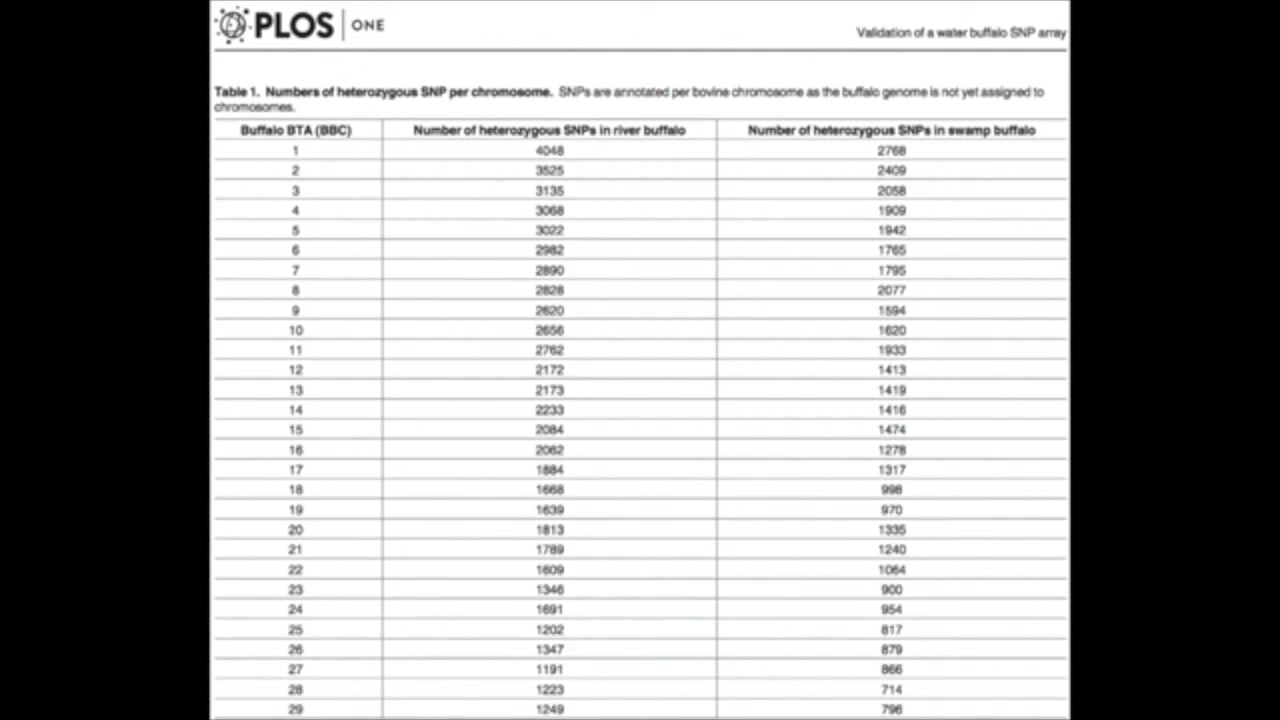 PLOS ONE
Validation of a water buffalo SNP array
Table 1. Numbers of heterozygous SNP per chromosome. SNPs are annotated per bovine chromosome as the buffalo genome is not yet assigned to
chromosomes.
Buffalo BTA (BBC) Number of heterozygous SNPs in river buffalo Number of heterozygous SNPs in swamp buffalo
1 4048 2768
2 3525 2409
3 3135 2058
4 3068 1909
5 3022 1942
6 2982 1765
7 2890 1795
8 2828 2077
9 2620 1594
10 2656 1620
11 2762 1933
12 2172 1413
13 2173 1419
14 2233 1416
15 2084 1474
16 2062 1278
17 1884 1317
18 1668 998
19 1639 970
20 1813 1335
21 1789 1240
22 1609 1064
23 1346 900
24 1691 954
25 1202 817
26 1347 879
27 1191 866
28 1223 714
29 1249 796